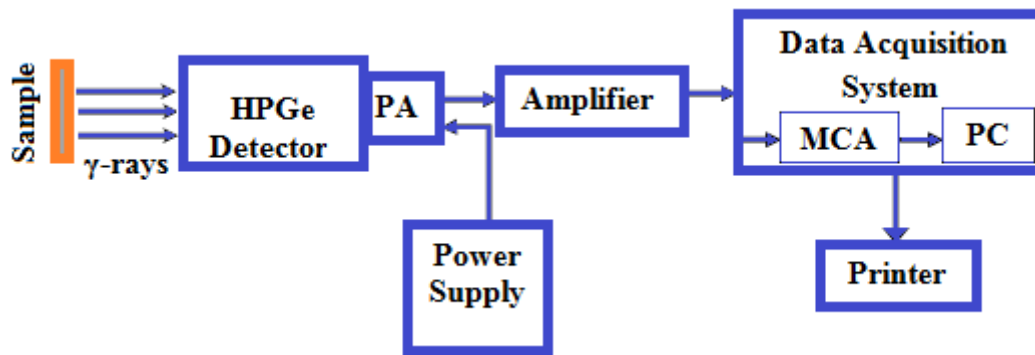 Sample
γ-rays
HPGe
Detector
PA
Amplifier
Data Acquisition
System
MCA
PC
Power
Supply
Printer